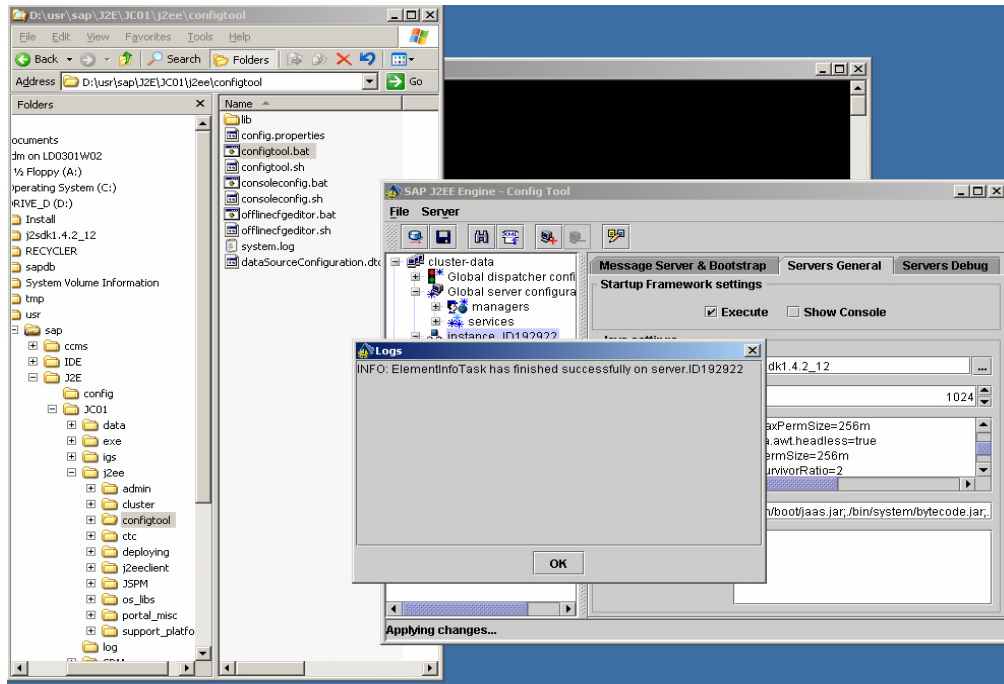 D:\usr\sap\J2E\JC01\j2ee\configtool
File Edit View Favorites Tools Help
Back Search Folders
Address D:\usr\sap\J2E\JC01\j2ee\configtool Go
Folders
ocuments
dm on LD0301W02
½ Floppy (A:)
perating System (C:)
RIVE_D (D:)
Install
j2sdk1.4.2_12
RECYCLER
sapdb
System Volume Information
tmp
usr
sap
ccms
IDE
J2E
config
JC01
data
exe
igs
j2ee
admin
cluster
configtool
ctc
deploying
j2eeclient
JSPM
os_libs
portal_misc
support_platfo
log
Name
lib
config.properties
configtool.bat
configtool.sh
consoleconfig.bat
consoleconfig.sh
offlinecfgeditor.bat
offlinecfgeditor.sh
system.log
dataSourceConfiguration.dtd
SAP J2EE Engine - Config Tool
File Server
cluster-data
Global dispatcher confi
Global server configura
managers
services
instance_ID192922
Message Server & Bootstrap Servers General Servers Debug
Startup Framework settings
Execute Show Console
Java settings
dk1.4.2_12 ...
1024
axPermSize=256m
a.awt.headless=true
ermSize=256m
urvivorRatio=2
n/boot/jaas.jar;./bin/system/bytecode.jar;.
Logs
INFO: ElementInfoTask has finished successfully on server.ID192922
OK
Applying changes...